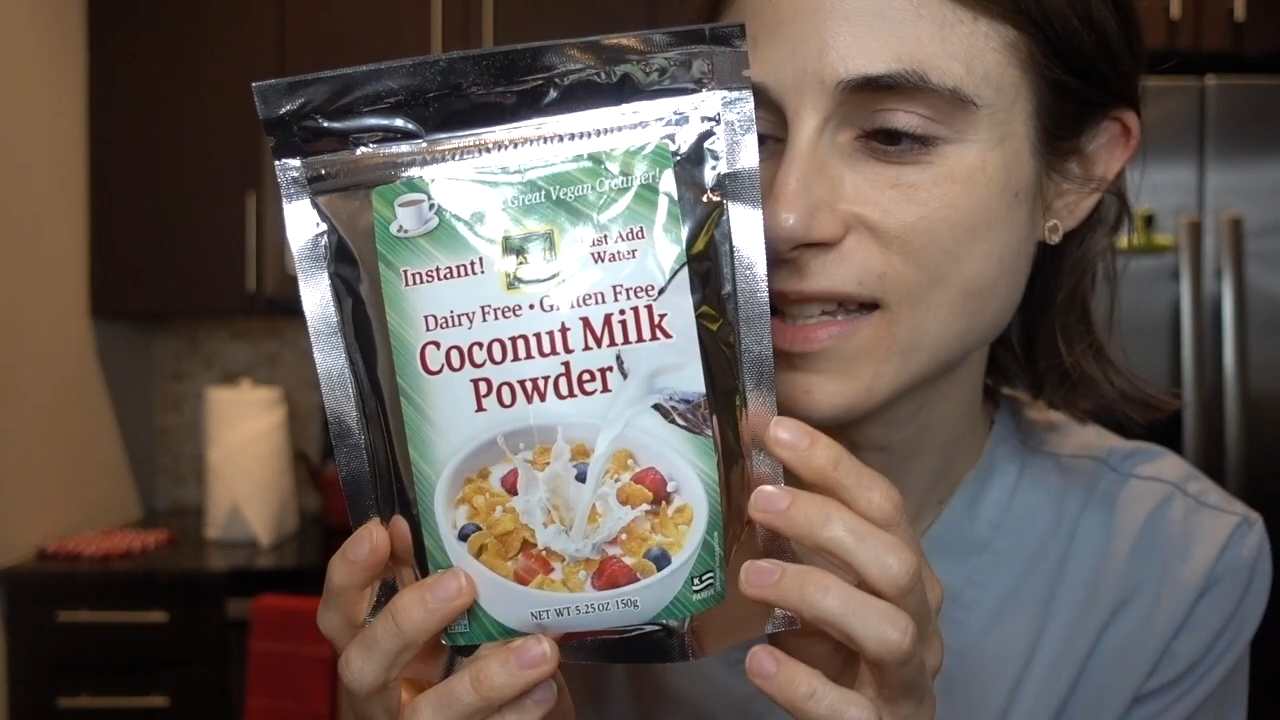 Great Vegan Creamer!
Instant!
Just Add
Water
Dairy Free • Gluten Free
Coconut Milk
Powder
NET WT 5.25 OZ 150g
K
PAREVE